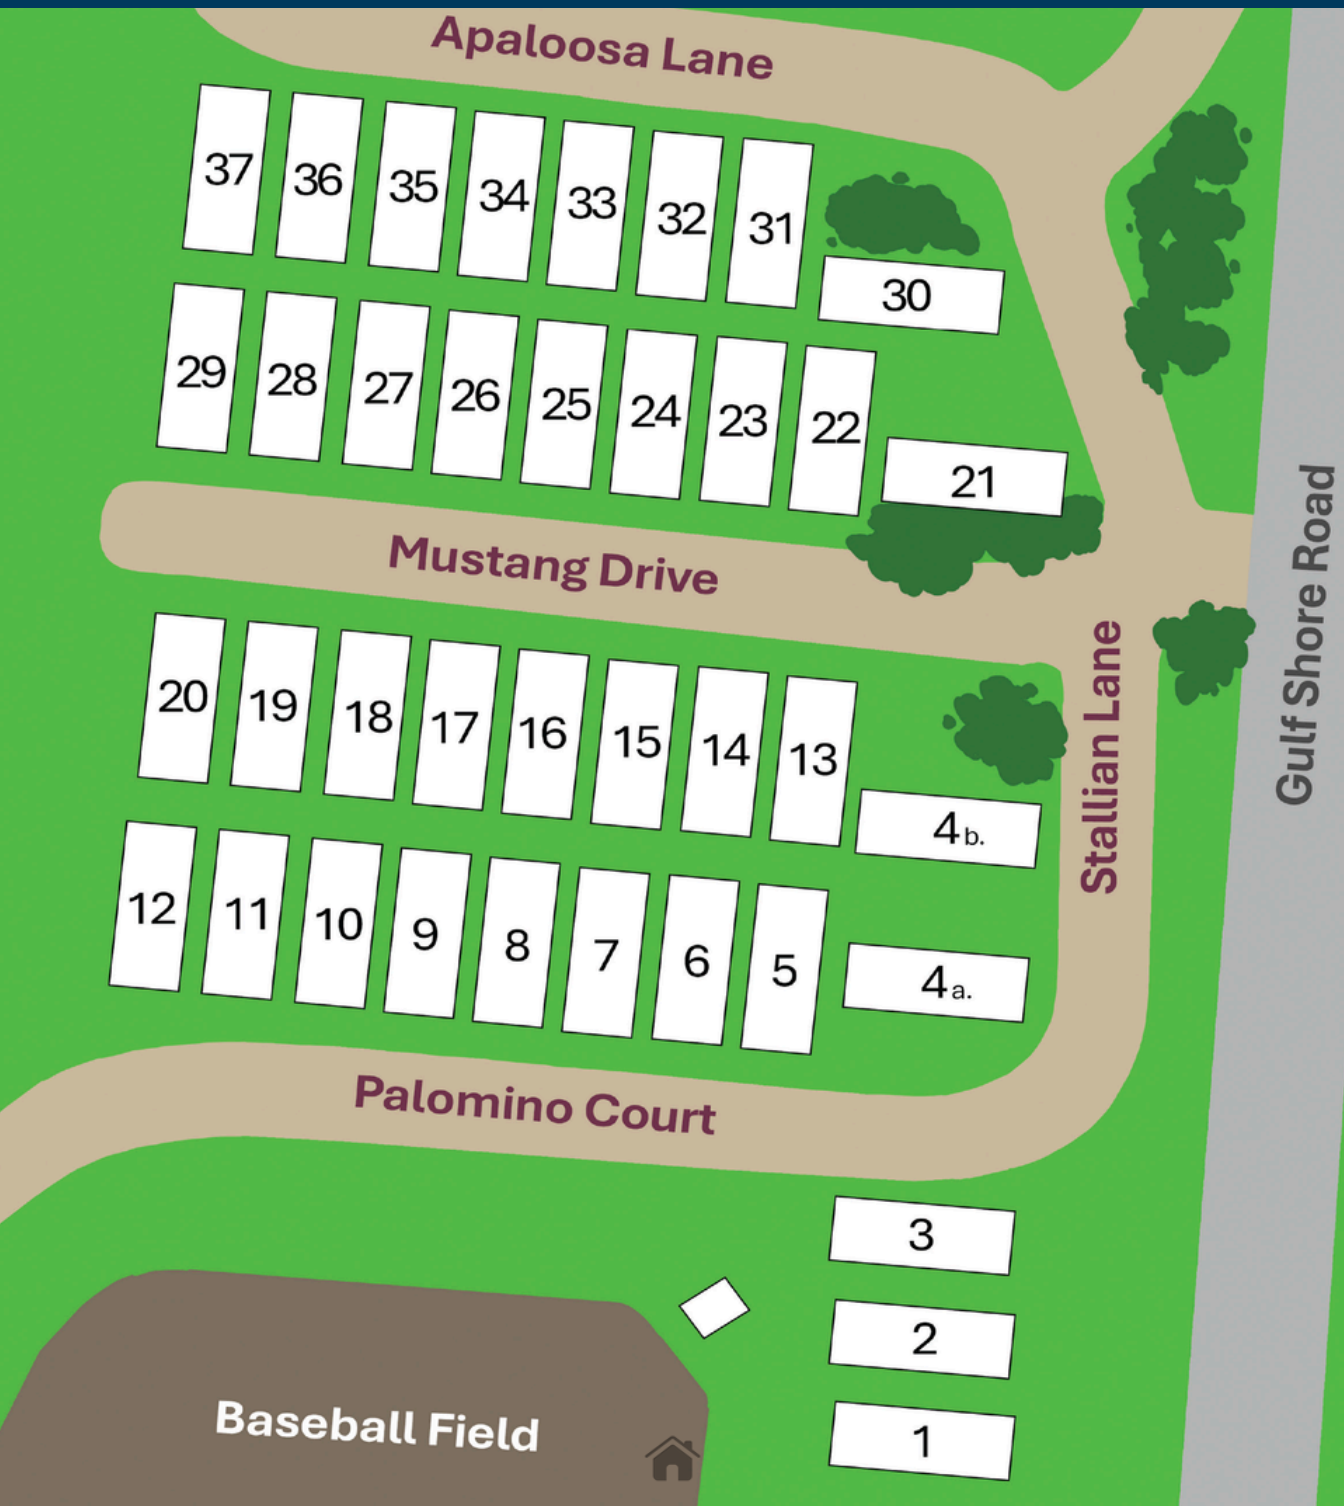 Apaloosa Lane
37 36 35 34 33 32 31
30
29 28 27 26 25 24 23 22
21
Mustang Drive
Gulf Shore Road
Stallian Lane
20 19 18 17 16 15 14 13
4b.
12 11 10 9 8 7 6 5
4a.
Palomino Court
3
2
Baseball Field
1